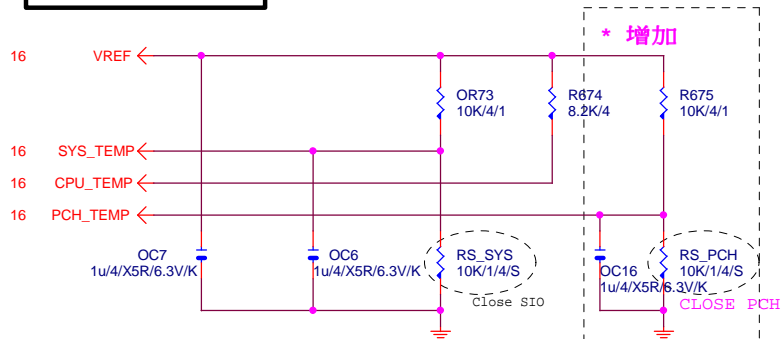 * 增加
16 VREF
OR73
10K/4/1
R674
8.2K/4
R675
10K/4/1
16 SYS_TEMP
16 CPU_TEMP
16 PCH_TEMP
OC7
1u/4/X5R/6.3V/K
OC6
1u/4/X5R/6.3V/K
RS_SYS
10K/1/4/S
Close SIO
OC16
1u/4/X5R/6.3V/K
RS_PCH
10K/1/4/S
CLOSE PCH